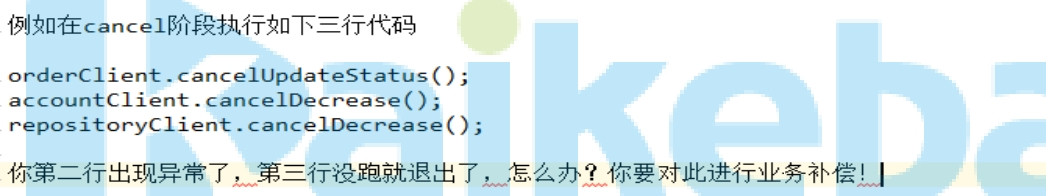 例如在cancel阶段执行如下三行代码
orderClient.cancelUpdateStatus();
accountClient.cancelDecrease();
repositoryClient.cancelDecrease();
你第二行出现异常了，第三行没跑就退出了，怎么办？你要对此进行业务补偿！
kaikeba